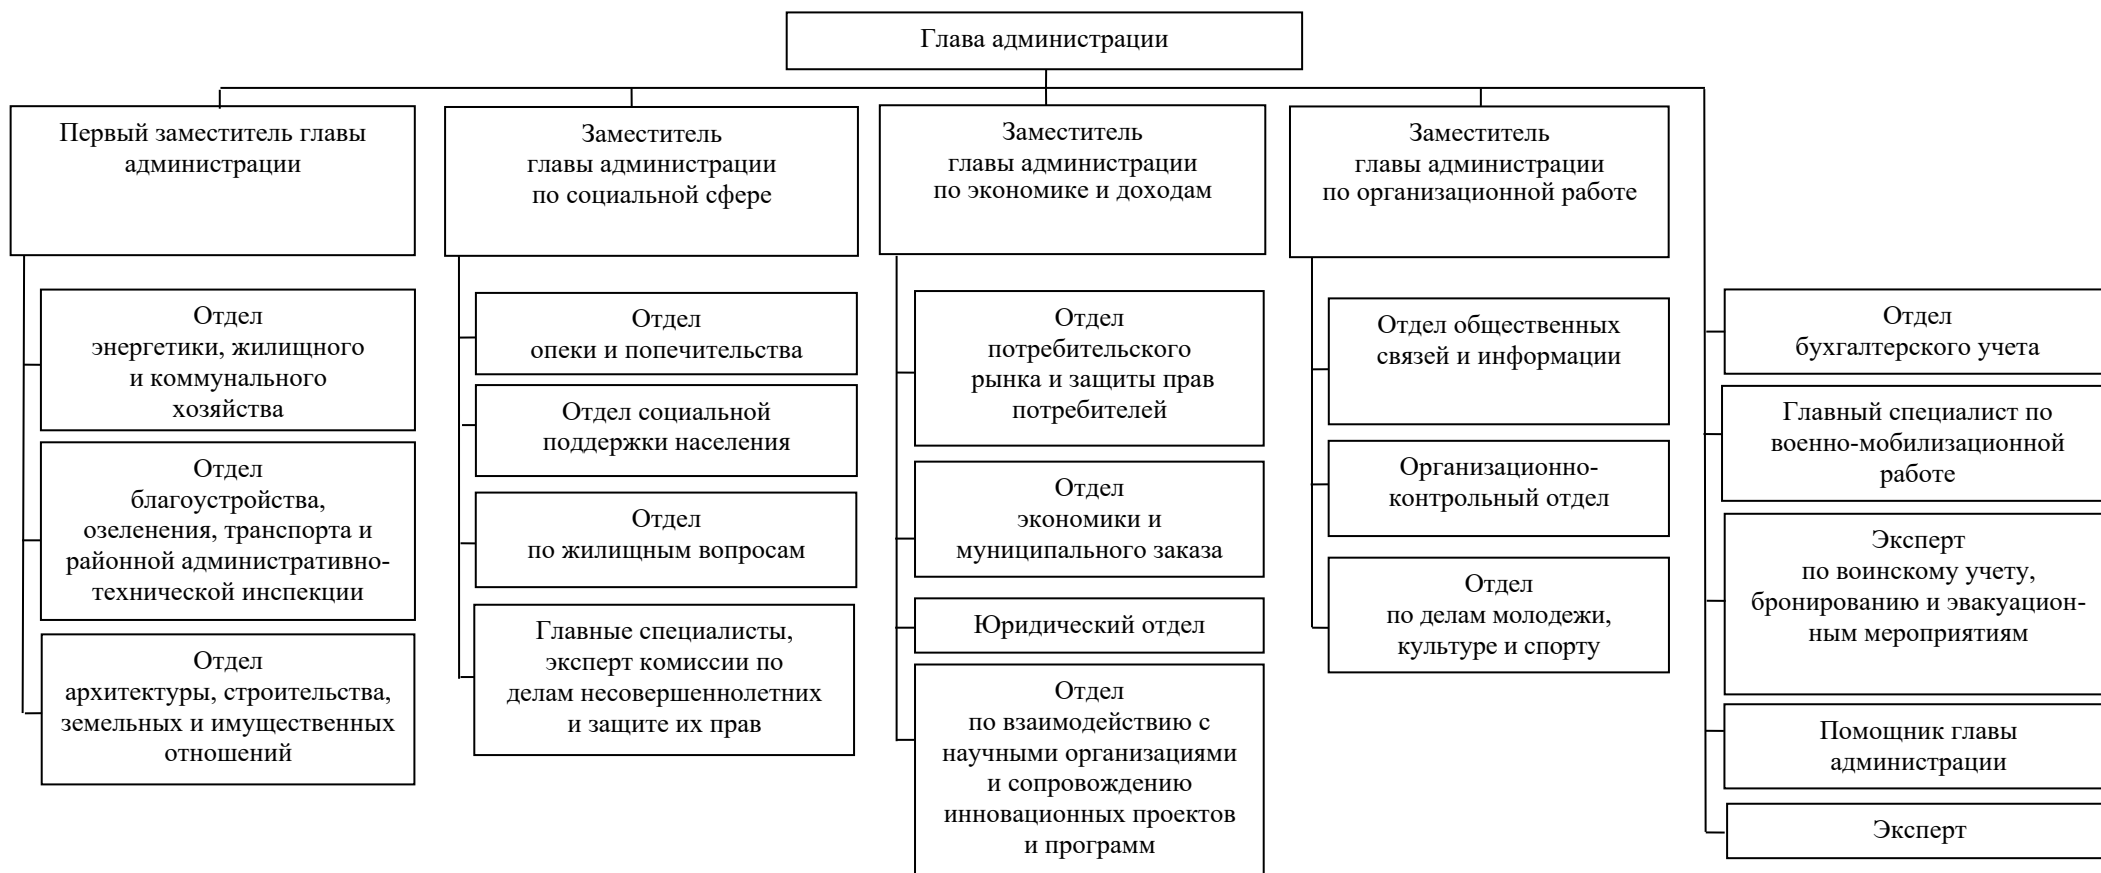 Глава администрации
Первый заместитель главы
администрации
Заместитель
главы администрации
по социальной сфере
Заместитель
главы администрации
по экономике и доходам
Заместитель
главы администрации
по организационной работе
Отдел
энергетики, жилищного
и коммунального
хозяйства
Отдел
благоустройства,
озеленения, транспорта и
районной административно-
технической инспекции
Отдел
архитектуры, строительства,
земельных и имущественных
отношений
Отдел
опеки и попечительства
Отдел социальной
поддержки населения
Отдел
по жилищным вопросам
Главные специалисты,
эксперт комиссии по
делам несовершеннолетних
и защите их прав
Отдел
потребительского
рынка и защиты прав
потребителей
Отдел
экономики и
муниципального заказа
Юридический отдел
Отдел
по взаимодействию с
научными организациями
и сопровождению
инновационных проектов
и программ
Отдел общественных
связей и информации
Организационно-
контрольный отдел
Отдел
по делам молодежи,
культуре и спорту
Отдел
бухгалтерского учета
Главный специалист по
военно-мобилизационной
работе
Эксперт
по воинскому учету,
бронированию и эвакуацион-
ным мероприятиям
Помощник главы
администрации
Эксперт